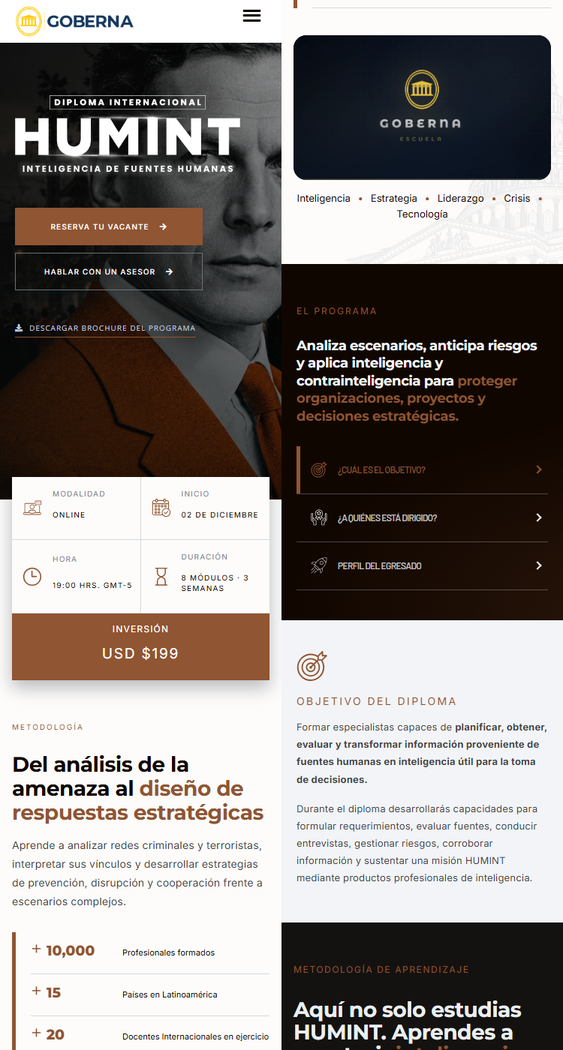 GOBERNA
DIPLOMA INTERNACIONAL
HUMINT
INTELIGENCIA DE FUENTES HUMANAS
RESERVA TU VACANTE
HABLAR CON UN ASESOR
DESCARGAR BROCHURE DEL PROGRAMA
MODALIDAD
ONLINE
INICIO
02 DE DICIEMBRE
HORA
19:00 HRS. GMT-5
DURACIÓN
8 MÓDULOS · 3
SEMANAS
INVERSIÓN
USD $199
METODOLOGÍA
Del análisis de la
amenaza al diseño de
respuestas estratégicas
Aprende a analizar redes criminales y terroristas,
interpretar sus vínculos y desarrollar estrategias
de prevención, disrupción y cooperación frente a
escenarios complejos.
+ 10,000 Profesionales formados
+ 15 Países en Latinoamérica
+ 20 Docentes Internacionales en ejercicio
GOBERNA
ESCUELA
Inteligencia • Estrategia • Liderazgo • Crisis •
Tecnología
EL PROGRAMA
Analiza escenarios, anticipa riesgos
y aplica inteligencia y
contrainteligencia para proteger
organizaciones, proyectos y
decisiones estratégicas.
¿CUAL ES EL OBJETIVO?
¿A QUIÉNES ESTÁ DIRIGIDO?
PERFIL DEL EGRESADO
OBJETIVO DEL DIPLOMA
Formar especialistas capaces de planificar, obtener,
evaluar y transformar información proveniente de
fuentes humanas en inteligencia útil para la toma
de decisiones.
Durante el diploma desarrollarás capacidades para
formular requerimientos, evaluar fuentes, conducir
entrevistas, gestionar riesgos, corroborar
información y sustentar una misión HUMINT
mediante productos profesionales de inteligencia.
METODOLOGÍA DE APRENDIZAJE
Aquí no solo estudias
HUMINT. Aprendes a